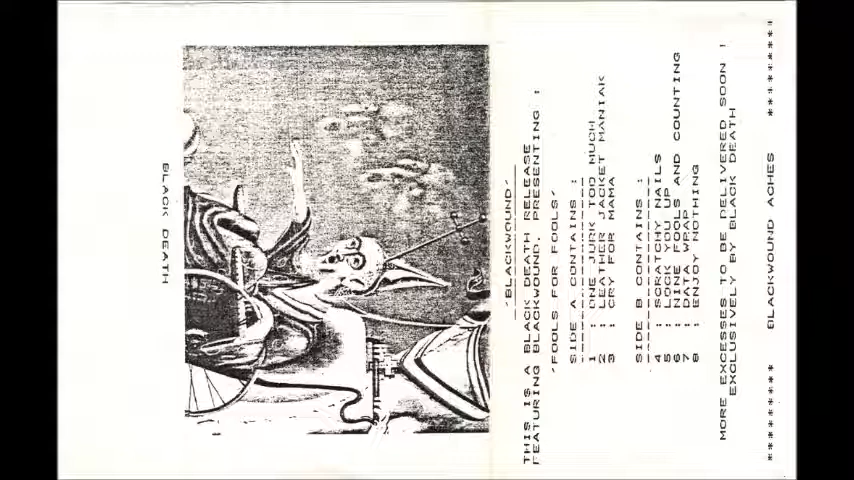 BLACK DEATH
'BLACKWOUND'
THIS IS A BLACK DEATH RELEASE
FEATURING BLACKWOUND, PRESENTING :
'FOOLS FOR FOOLS'
SIDE A CONTAINS :
1 : ONE JURK TOO MUCH
2 : LEATHER JACKET MANIAK
3 : CRY FOR MAMA
SIDE B CONTAINS :
4 : SCRATCHY NAILS
5 : LOCK YOU UP
6 : NINE FOOLS AND COUNTING
7 : DATA WRAP
8 : ENJOY NOTHING
MORE EXCESSES TO BE DELIVERED SOON !
EXCLUSIVELY BY BLACK DEATH
********* BLACKWOUND ACHES *********